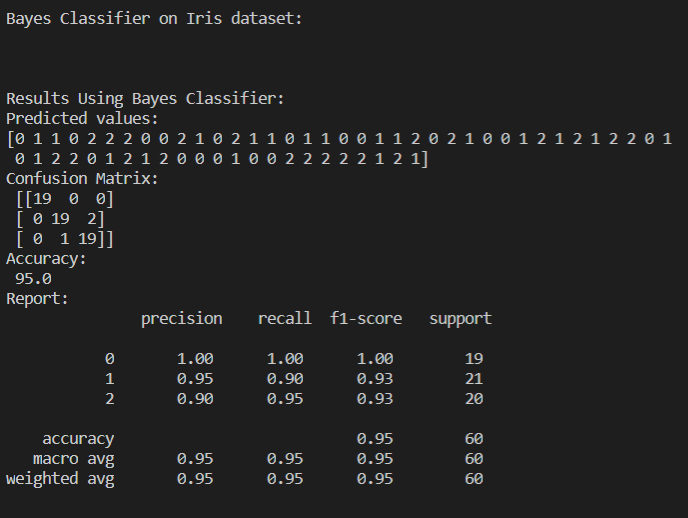 Bayes Classifier on Iris dataset:
Results Using Bayes Classifier:
Predicted values:
[0 1 1 0 2 2 2 0 0 2 1 0 2 1 1 0 1 1 0 0 1 1 2 0 2 1 0 0 1 2 1 2 1 2 2 0 1
 0 1 2 2 0 1 2 1 2 0 0 0 1 0 0 2 2 2 2 2 1 2 1]
Confusion Matrix:
 [[19  0  0]
 [ 0 19  2]
 [ 0  1 19]]
Accuracy:
 95.0
Report:
               precision    recall  f1-score   support
           0       1.00      1.00      1.00        19
           1       0.95      0.90      0.93        21
           2       0.90      0.95      0.93        20
    accuracy                           0.95        60
   macro avg       0.95      0.95      0.95        60
weighted avg       0.95      0.95      0.95        60